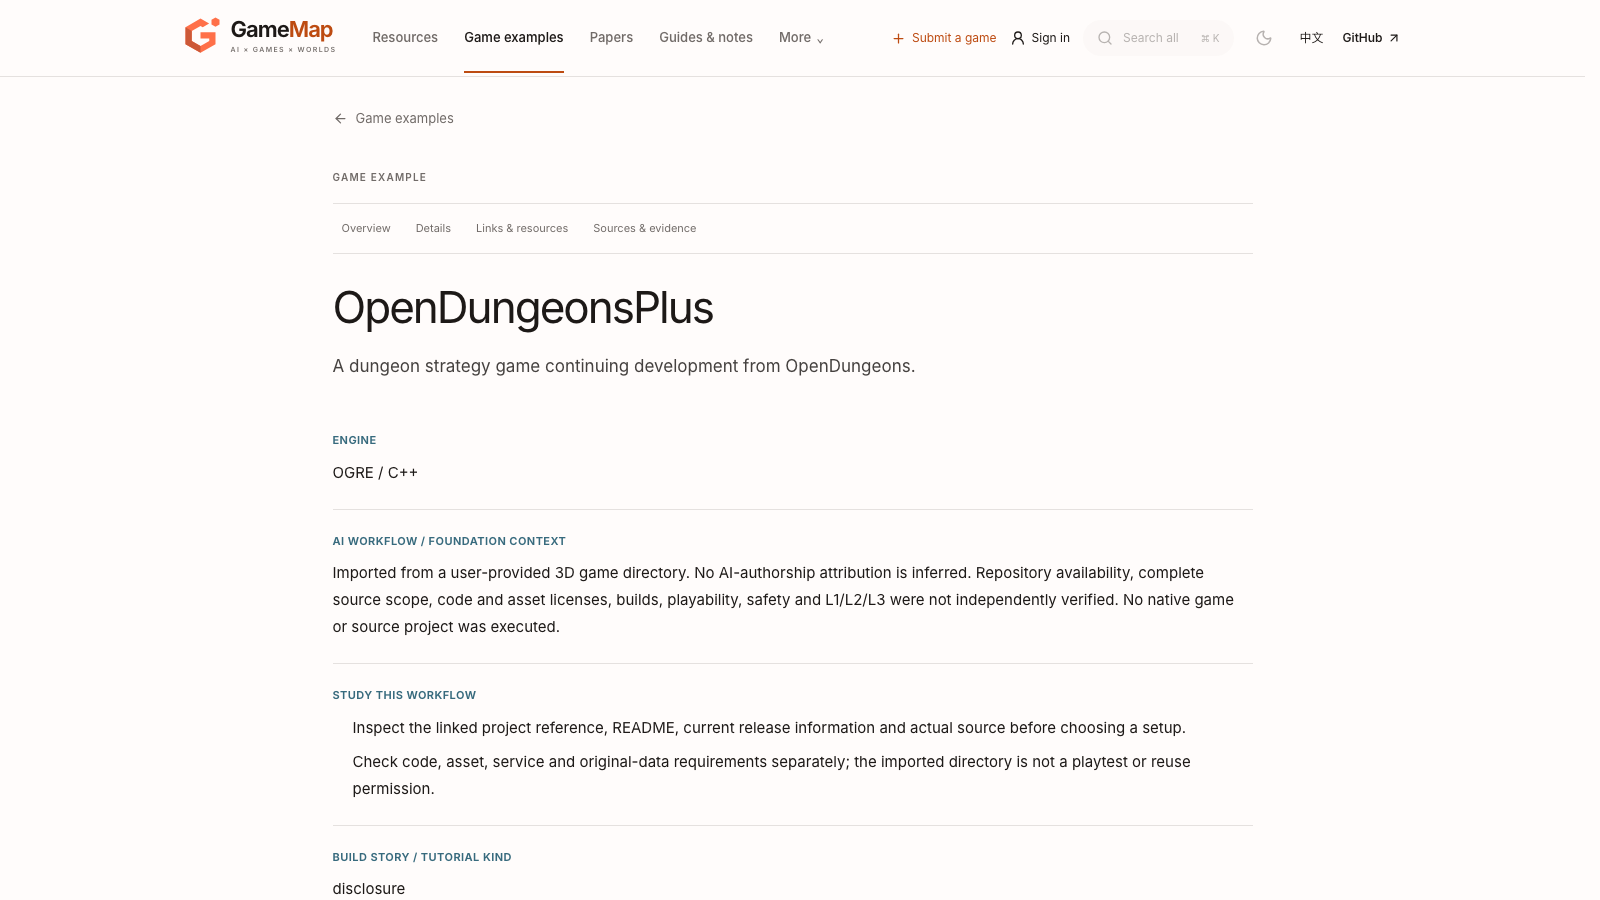 GameMap
AI × GAMES × WORLDS
Resources
Game examples
Papers
Guides & notes
More
Submit a game
Sign in
Search all
⌘ K
中文
GitHub
Game examples
GAME EXAMPLE
Overview
Details
Links & resources
Sources & evidence
OpenDungeonsPlus
A dungeon strategy game continuing development from OpenDungeons.
ENGINE
OGRE / C++
AI WORKFLOW / FOUNDATION CONTEXT
Imported from a user-provided 3D game directory. No AI-authorship attribution is inferred. Repository availability, complete
source scope, code and asset licenses, builds, playability, safety and L1/L2/L3 were not independently verified. No native game
or source project was executed.
STUDY THIS WORKFLOW
Inspect the linked project reference, README, current release information and actual source before choosing a setup.
Check code, asset, service and original-data requirements separately; the imported directory is not a playtest or reuse
permission.
BUILD STORY / TUTORIAL KIND
disclosure